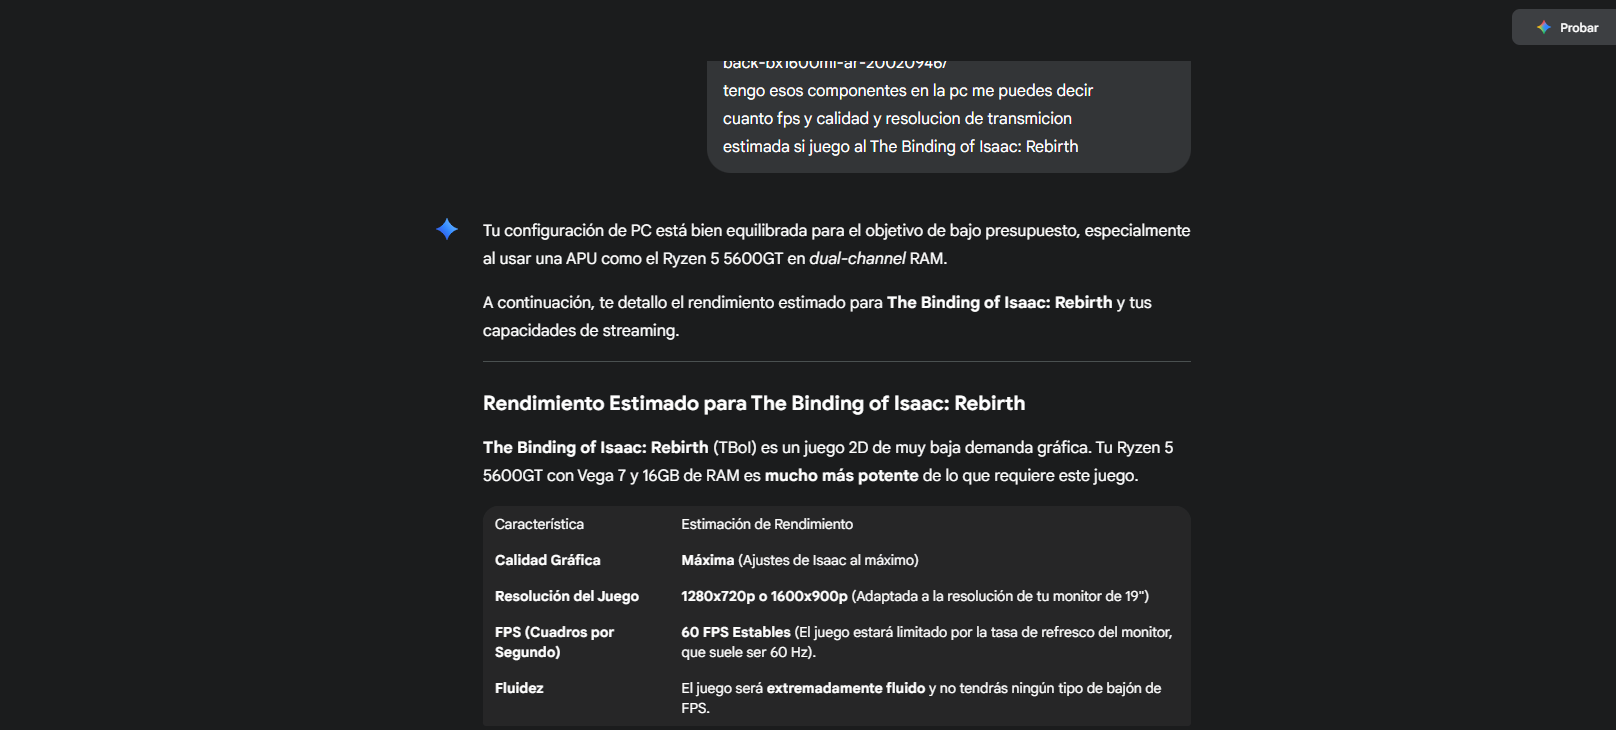 Probar
back-bx1600mi-ar-20020946/
tengo esos componentes en la pc me puedes decir
cuanto fps y calidad y resolucion de transmicion
estimada si juego al The Binding of Isaac: Rebirth
Tu configuración de PC está bien equilibrada para el objetivo de bajo presupuesto, especialmente
al usar una APU como el Ryzen 5 5600GT en dual-channel RAM.
A continuación, te detallo el rendimiento estimado para The Binding of Isaac: Rebirth y tus
capacidades de streaming.
Rendimiento Estimado para The Binding of Isaac: Rebirth
The Binding of Isaac: Rebirth (TBoI) es un juego 2D de muy baja demanda gráfica. Tu Ryzen 5
5600GT con Vega 7 y 16GB de RAM es mucho más potente de lo que requiere este juego.
Característica Estimación de Rendimiento
Calidad Gráfica Máxima (Ajustes de Isaac al máximo)
Resolución del Juego 1280x720p o 1600x900p (Adaptada a la resolución de tu monitor de 19")
FPS (Cuadros por 60 FPS Estables (El juego estará limitado por la tasa de refresco del monitor,
Segundo) que suele ser 60 Hz).
Fluidez El juego será extremadamente fluido y no tendrás ningún tipo de bajón de
FPS.